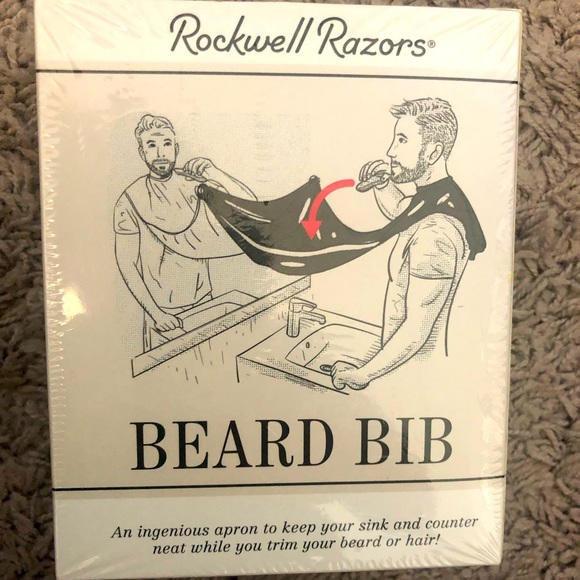 Rockwell Razors®
BEARD BIB
An ingenious apron to keep your sink and counter
neat while you trim your beard or hair!